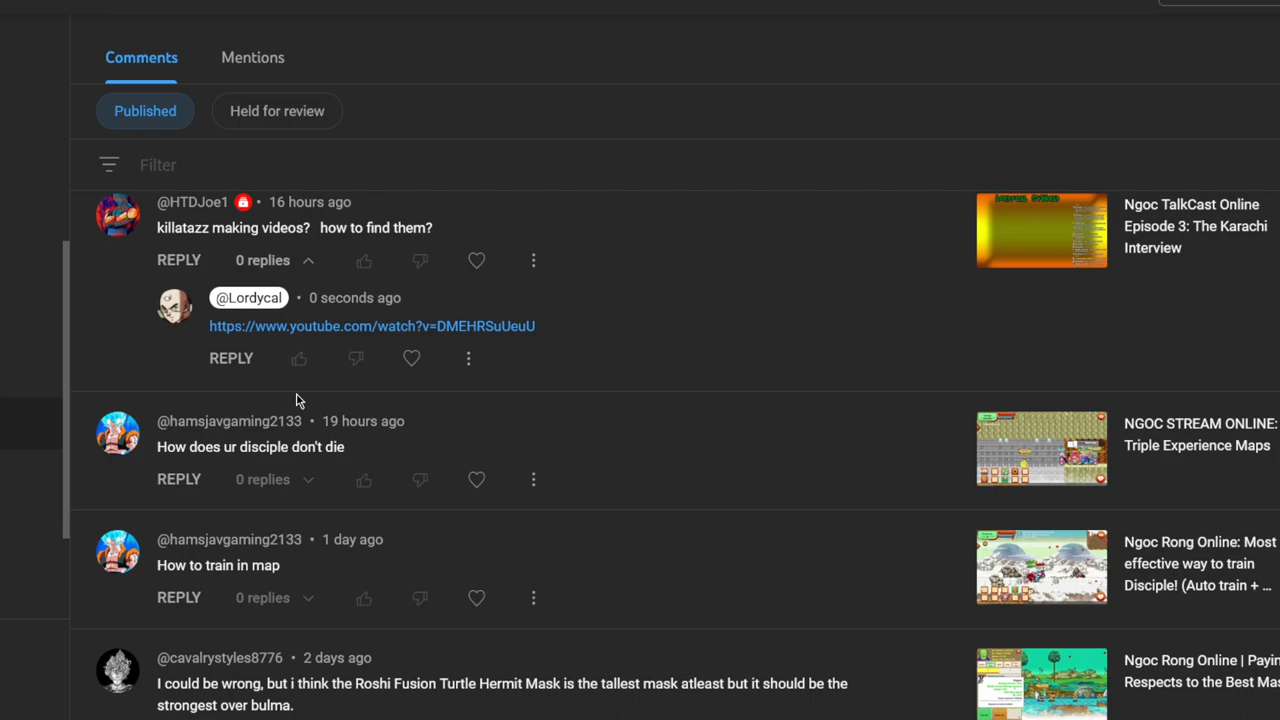 Comments
Mentions
Published
Held for review
Filter
@HTDJoe1 • 16 hours ago
killatazz making videos? how to find them?
REPLY
0 replies
Ngoc TalkCast Online
Episode 3: The Karachi
Interview
@Lordycal • 0 seconds ago
https://www.youtube.com/watch?v=DMEHRSuUeuU
REPLY
@hamsjavgaming2133 • 19 hours ago
How does ur disciple don't die
REPLY
0 replies
NGOC STREAM ONLINE:
Triple Experience Maps
@hamsjavgaming2133 • 1 day ago
How to train in map
REPLY
0 replies
Ngoc Rong Online: Most
effective way to train
Disciple! (Auto train + ...
@cavalrystyles8776 • 2 days ago
I could be wrong, but I think the Roshi Fusion Turtle Hermit Mask is the tallest mask atleast but it should be the
strongest over bulma.
Ngoc Rong Online |
Respects to the Best